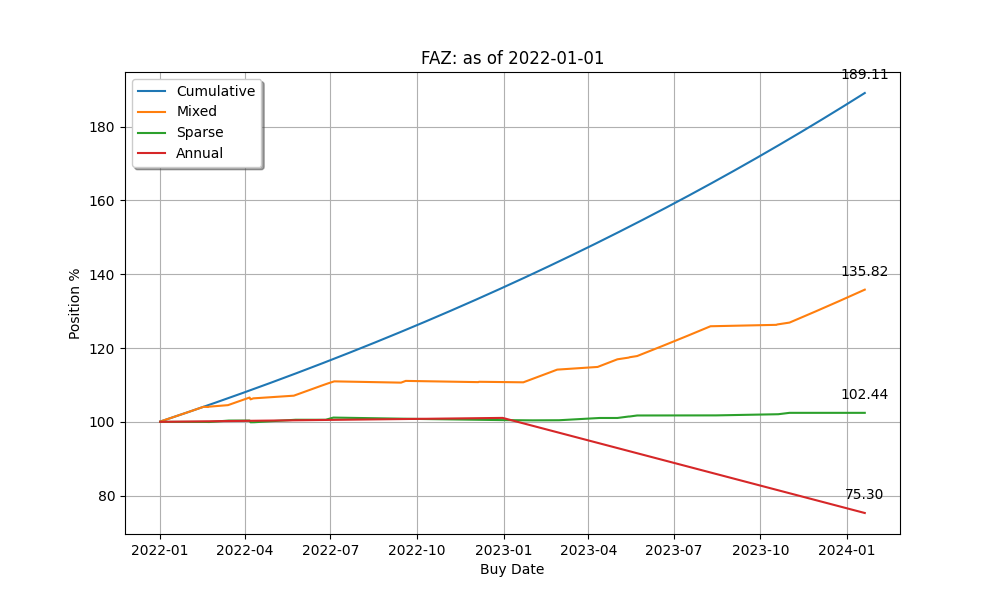 FAZ: as of 2022-01-01
189.11
Cumulative
Mixed
Sparse
Annual
180
160
140
120
100
80
Position %
135.82
102.44
75.30
2022-01 2022-04 2022-07 2022-10 2023-01 2023-04 2023-07 2023-10 2024-01
Buy Date